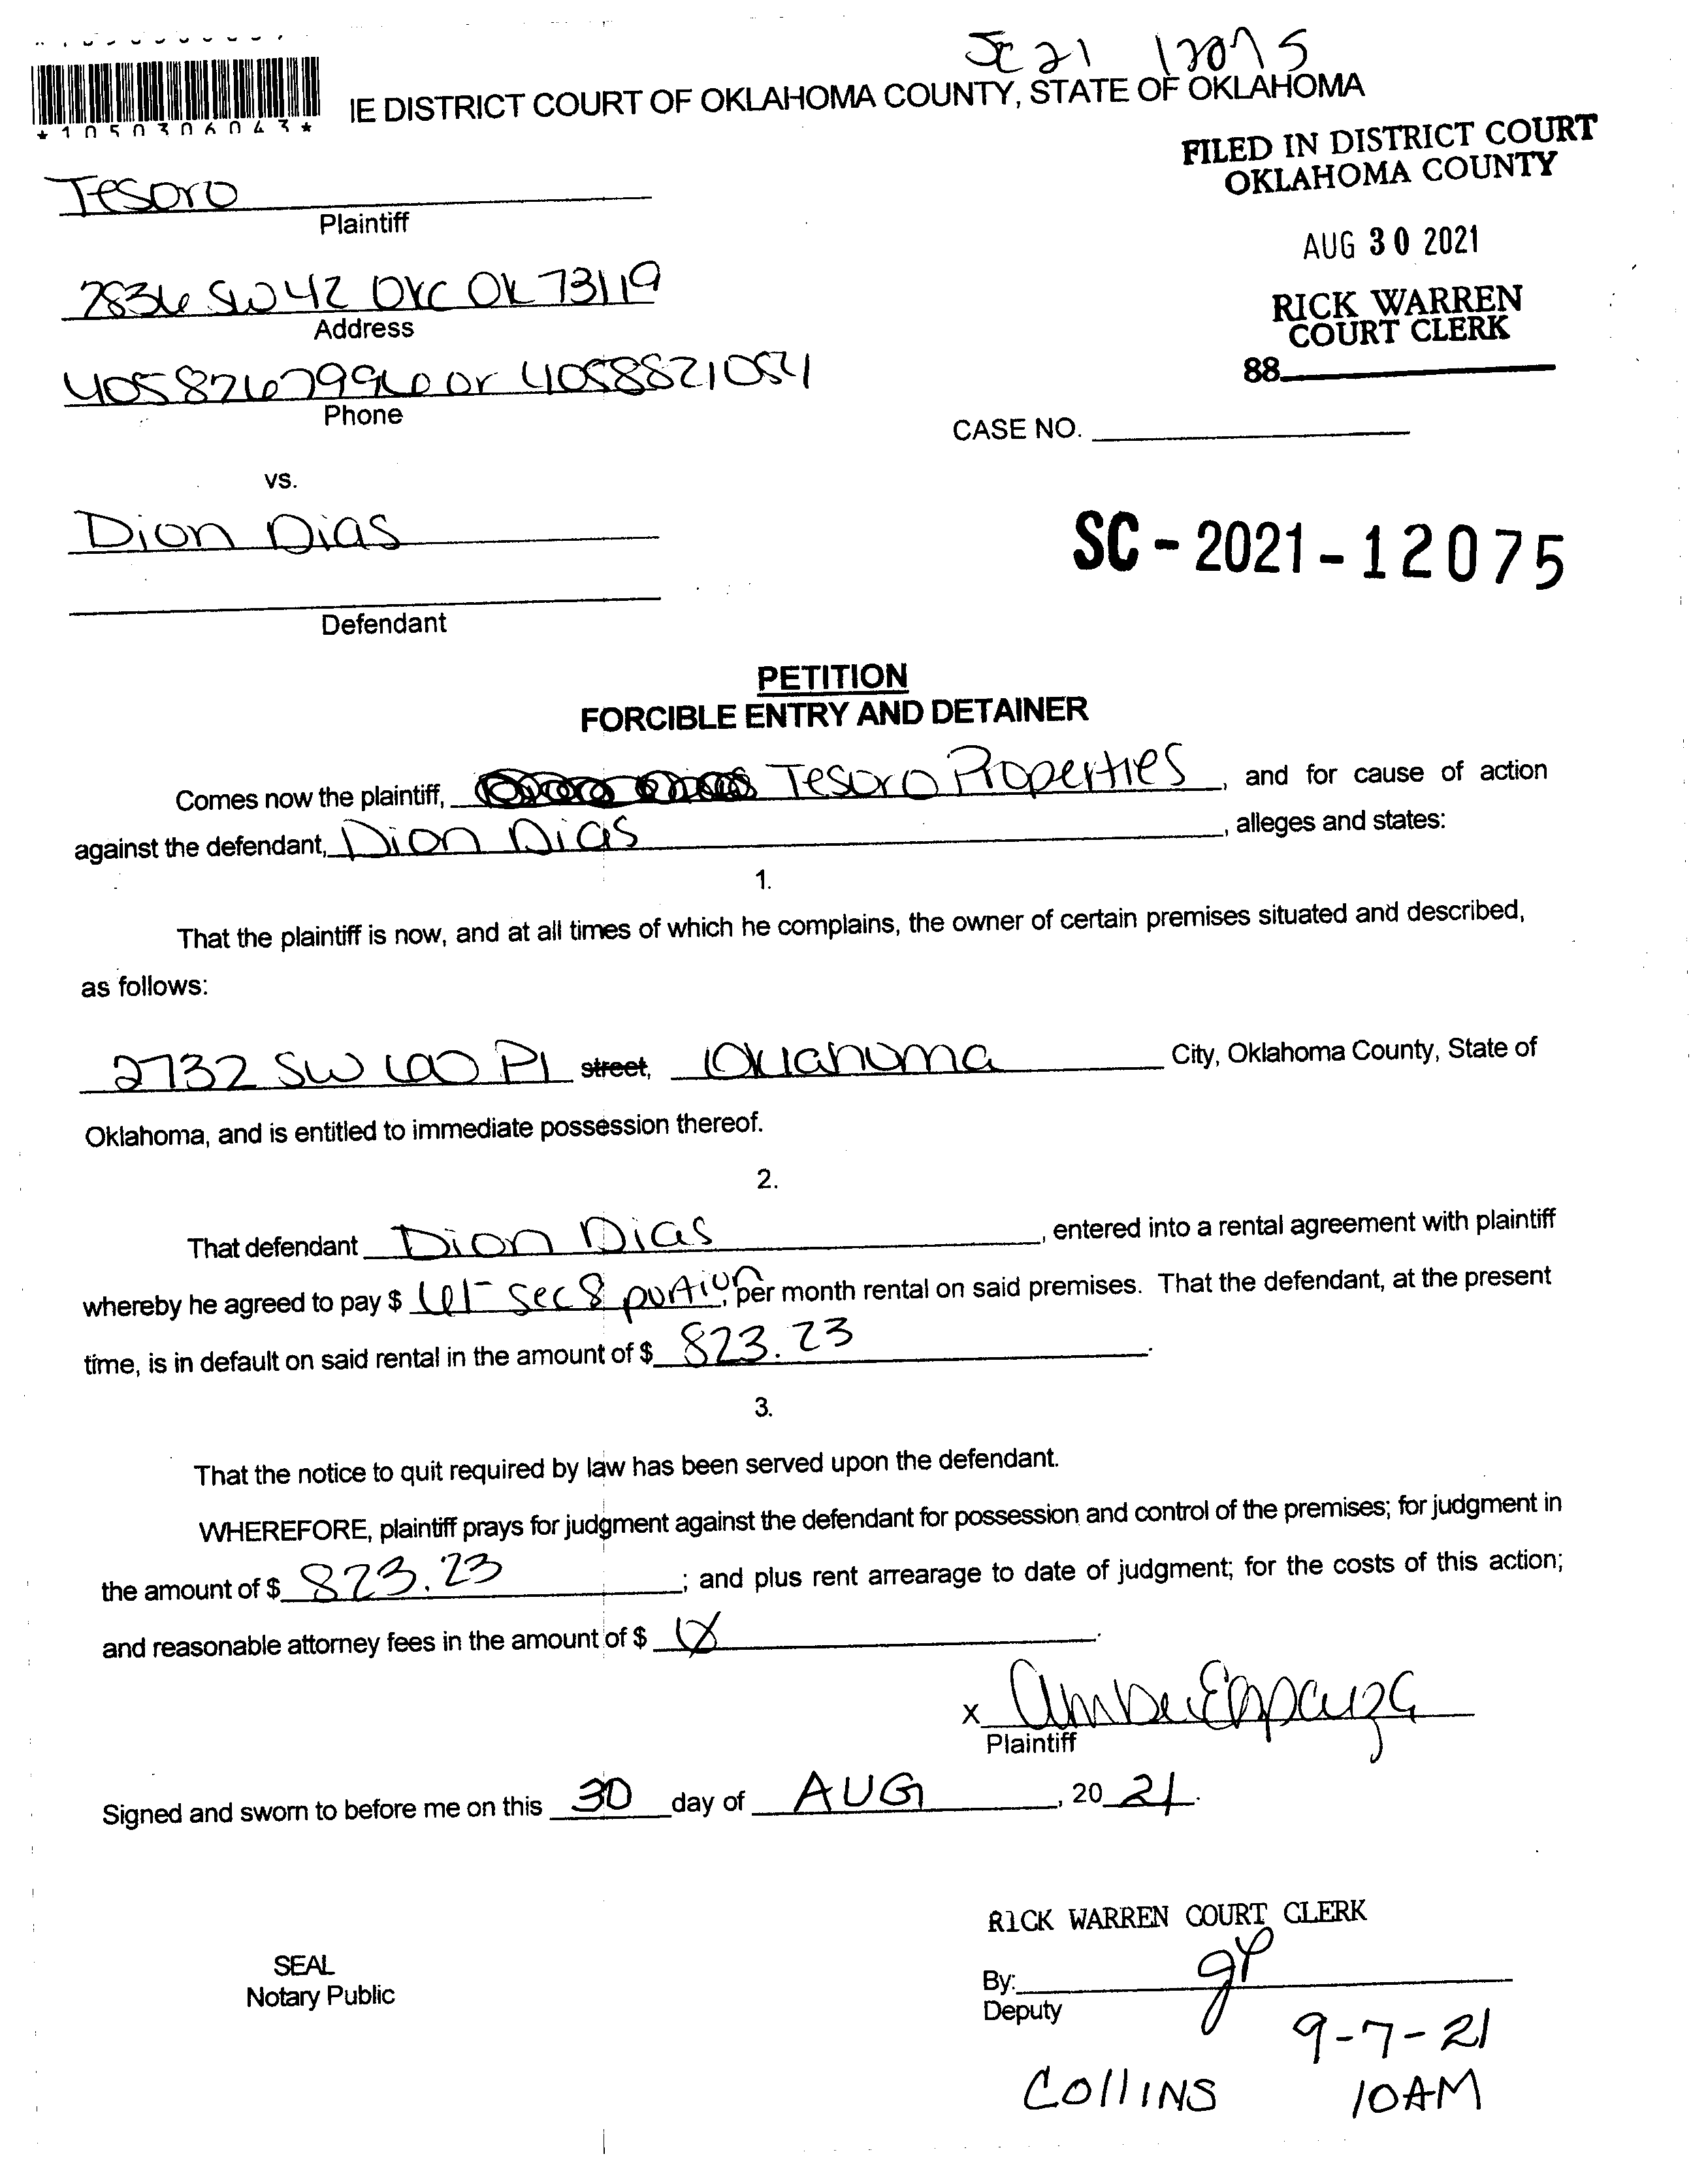 SC 21 12075
*1050306043*
IE DISTRICT COURT OF OKLAHOMA COUNTY, STATE OF OKLAHOMA
FILED IN DISTRICT COURT
OKLAHOMA COUNTY
Tesoro
Plaintiff
AUG 30 2021
2836 SW 42 OKC OK 73119
Address
RICK WARREN
COURT CLERK
88
4058267996 or 4058821054
Phone
CASE NO.
vs.
Dion Dias
SC-2021-12075
Defendant
PETITION
FORCIBLE ENTRY AND DETAINER
Comes now the plaintiff, Tesoro Properties, and for cause of action
against the defendant, Dion Dias, alleges and states:
1.
That the plaintiff is now, and at all times of which he complains, the owner of certain premises situated and described,
as follows:
2732 SW 60 Pl street, Oklahoma City, Oklahoma County, State of
Oklahoma, and is entitled to immediate possession thereof.
2.
That defendant Dion Dias, entered into a rental agreement with plaintiff
whereby he agreed to pay $ sec 8 portion, per month rental on said premises. That the defendant, at the present
time, is in default on said rental in the amount of $ 823.23.
3.
That the notice to quit required by law has been served upon the defendant.
WHEREFORE, plaintiff prays for judgment against the defendant for possession and control of the premises; for judgment in
the amount of $ 823.23; and plus rent arrearage to date of judgment; for the costs of this action;
and reasonable attorney fees in the amount of $.
x Amber Esparza
Plaintiff
Signed and sworn to before me on this 30 day of AUG, 2021.
RICK WARREN COURT CLERK
SEAL
Notary Public
By: gp
Deputy
9-7-21
Collins 10AM